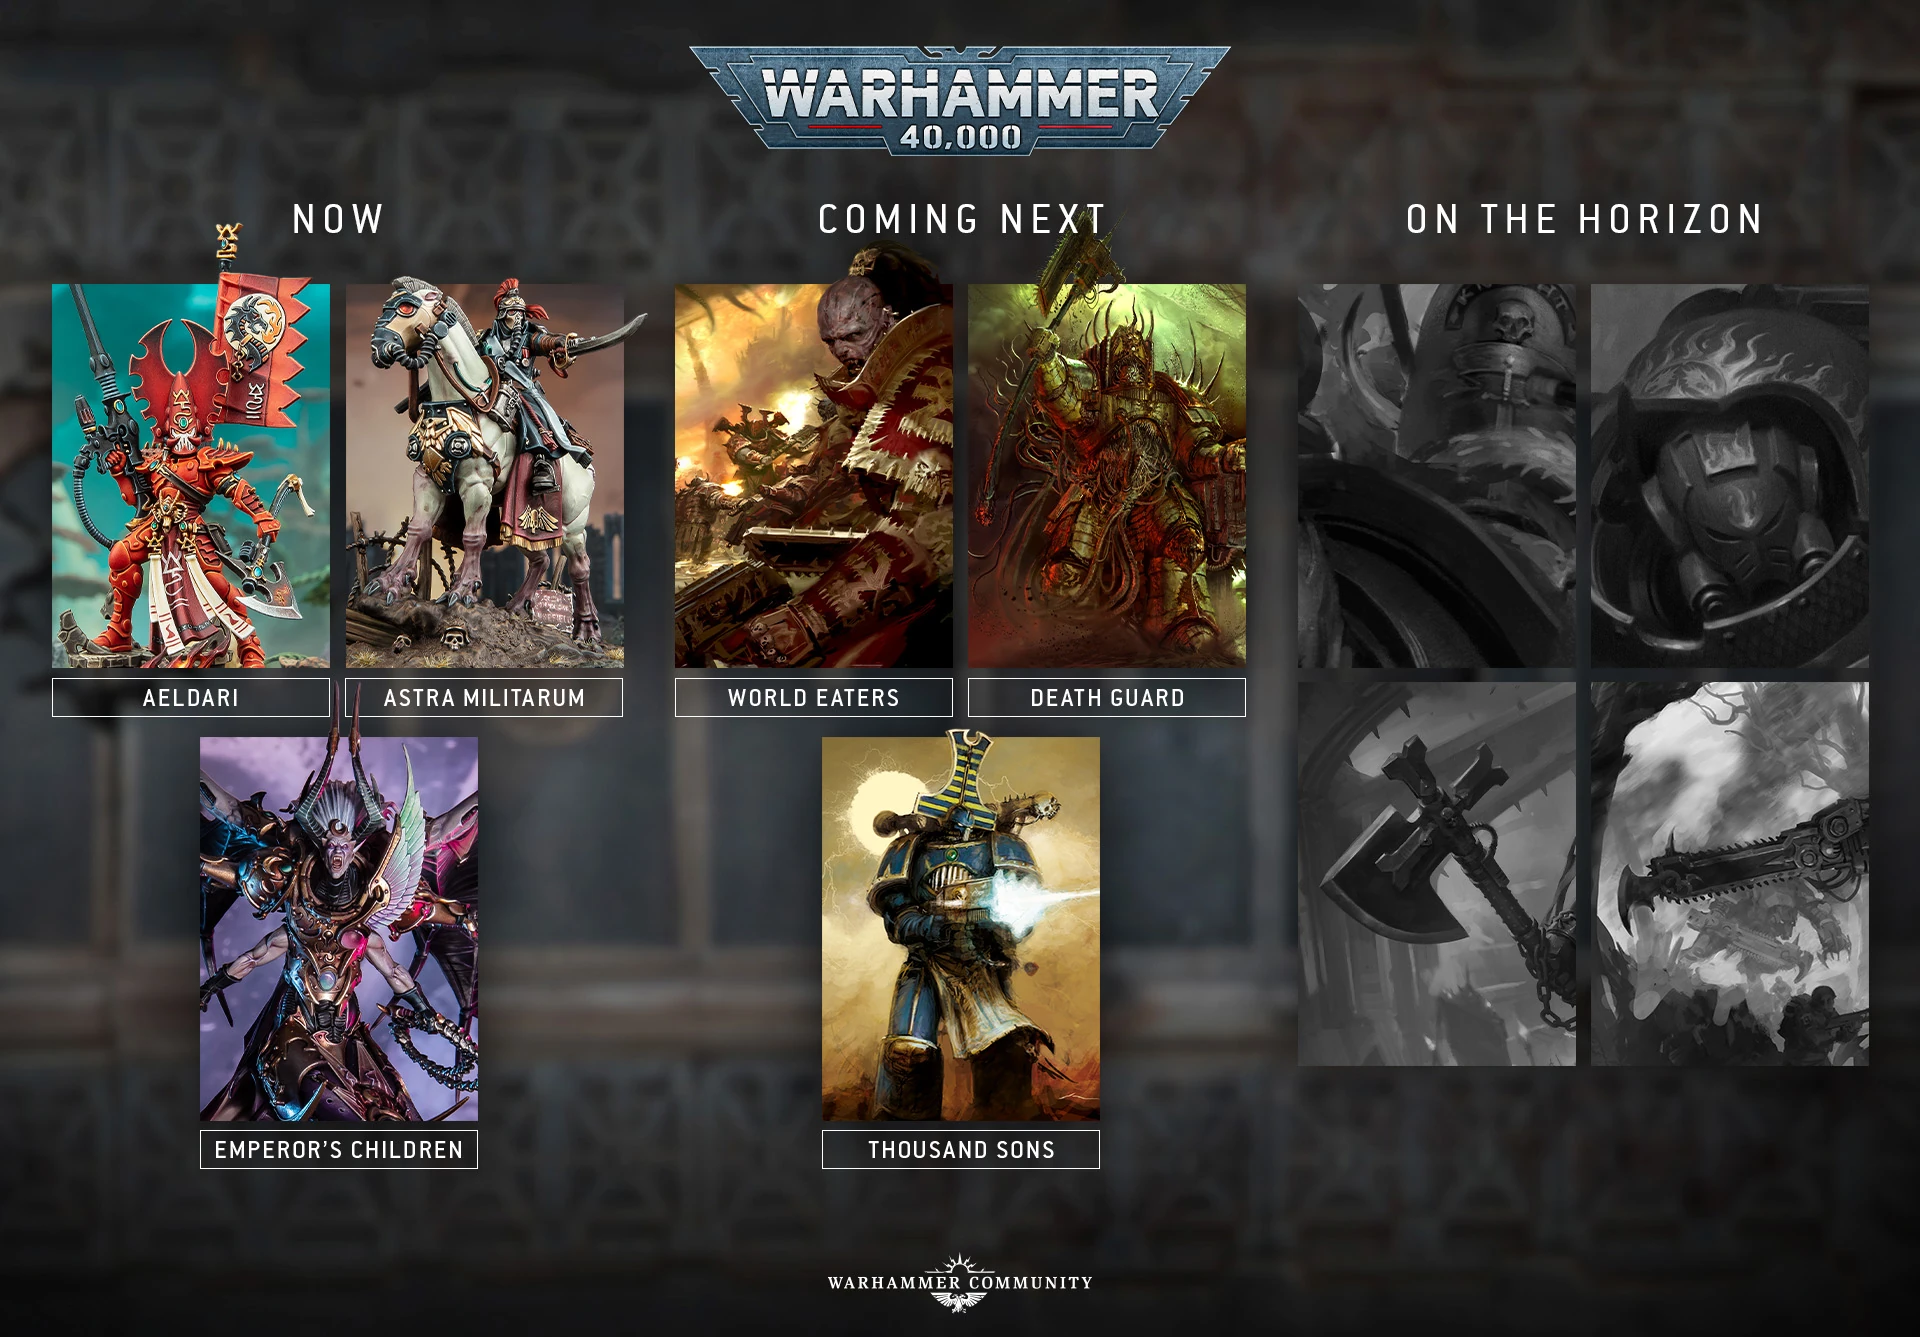 WARHAMMER
40,000
NOW
COMING NEXT
ON THE HORIZON
AELDARI
ASTRA MILITARUM
WORLD EATERS
DEATH GUARD
EMPEROR'S CHILDREN
THOUSAND SONS
WARHAMMER COMMUNITY